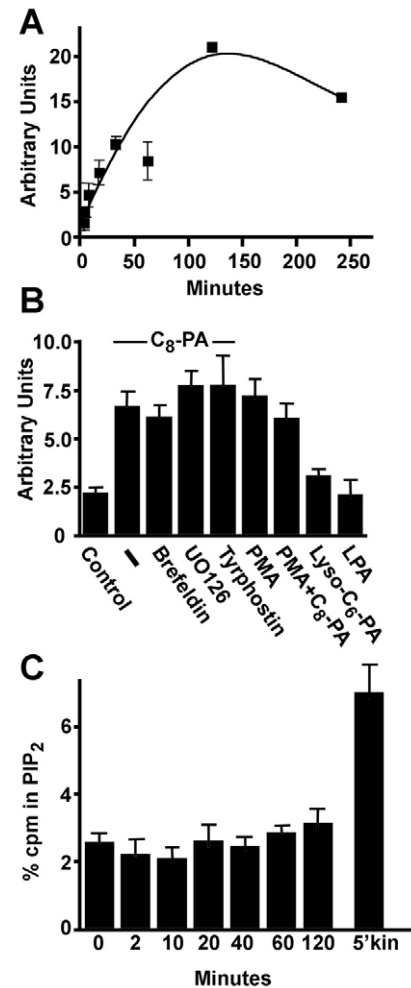 A
Arbitrary Units
20
15
10
5
0
0 50 100 150 200 250
Minutes
B
Arbitrary Units
C8-PA
10.0
7.5
5.0
2.5
0
Control
–
Brefeldin
UO126
Tyrphostin
PMA
PMA+C8-PA
Lyso-C6-PA
LPA
C
% cpm in PIP2
6
4
2
0
0 2 10 20 40 60 120 5'kin
Minutes